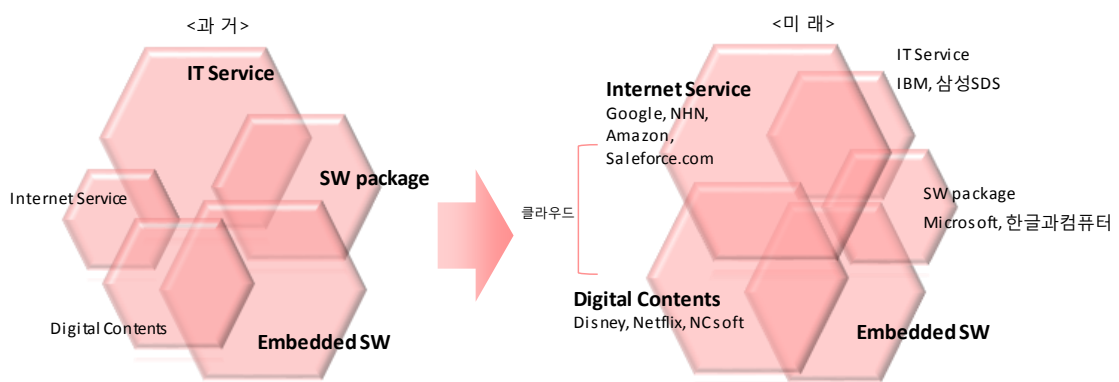 <과 거>
IT Service
SW package
Internet Service
Digital Contents
Embedded SW
<미 래>
IT Service
IBM, 삼성SDS
Internet Service
Google, NHN,
Amazon,
Saleforce.com
SW package
Microsoft, 한글과컴퓨터
클라우드
Digital Contents
Disney, Netflix, NCsoft
Embedded SW